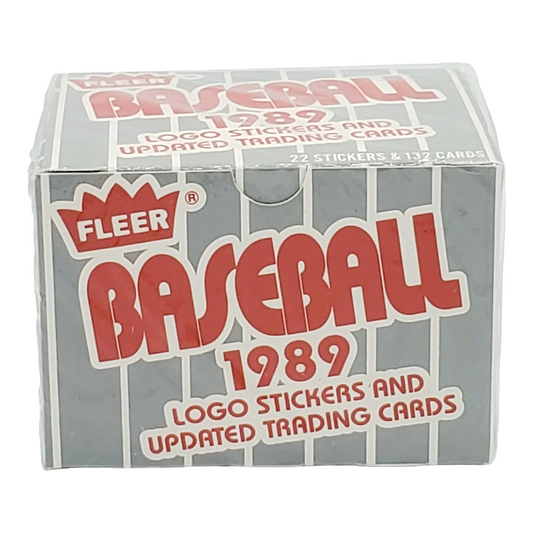 FLEER
BASEBALL
1989
LOGO STICKERS AND
UPDATED TRADING CARDS
22 STICKERS & 132 CARDS
FLEER ®
BASEBALL
1989
LOGO STICKERS AND
UPDATED TRADING CARDS